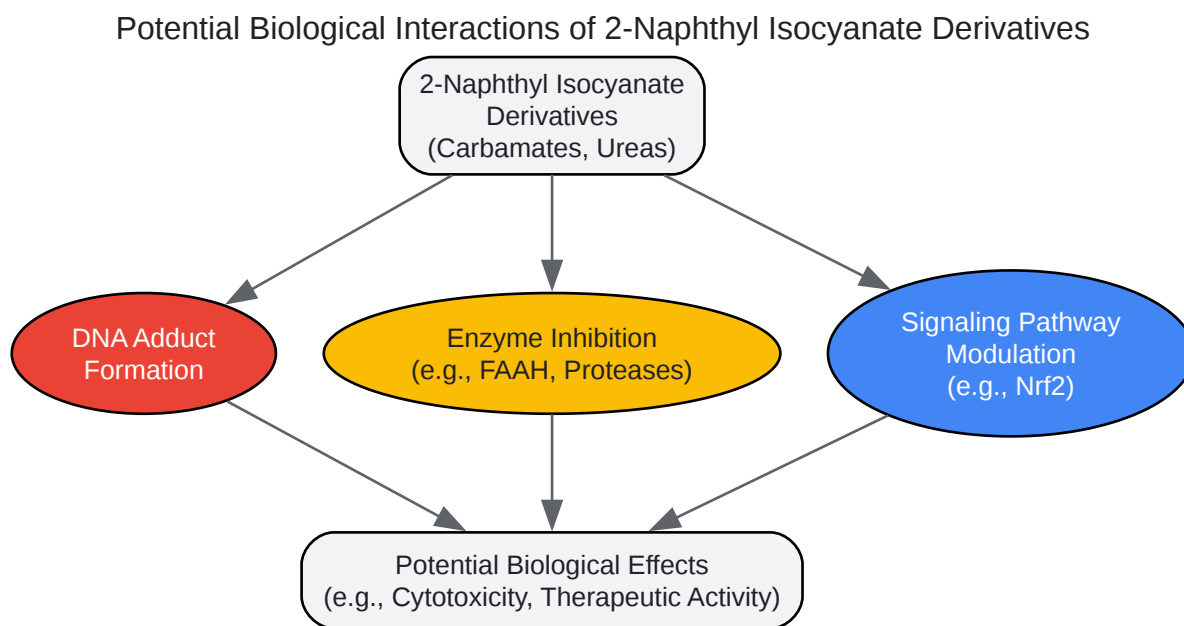 Potential Biological Interactions of 2-Naphthyl Isocyanate Derivatives
2-Naphthyl Isocyanate
Derivatives
(Carbamates, Ureas)
DNA Adduct
Formation
Enzyme Inhibition
(e.g., FAAH, Proteases)
Signaling Pathway
Modulation
(e.g., Nrf2)
Potential Biological Effects
(e.g., Cytotoxicity, Therapeutic Activity)